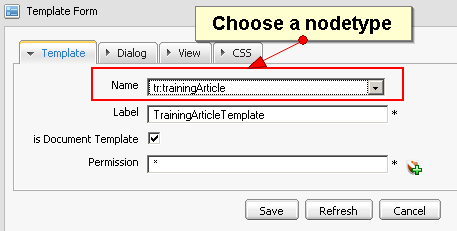 Template Form
Choose a nodetype
Template Dialog View CSS
Name tr:trainingArticle
Label TrainingArticleTemplate *
is Document Template
Permission * *
Save Refresh Cancel